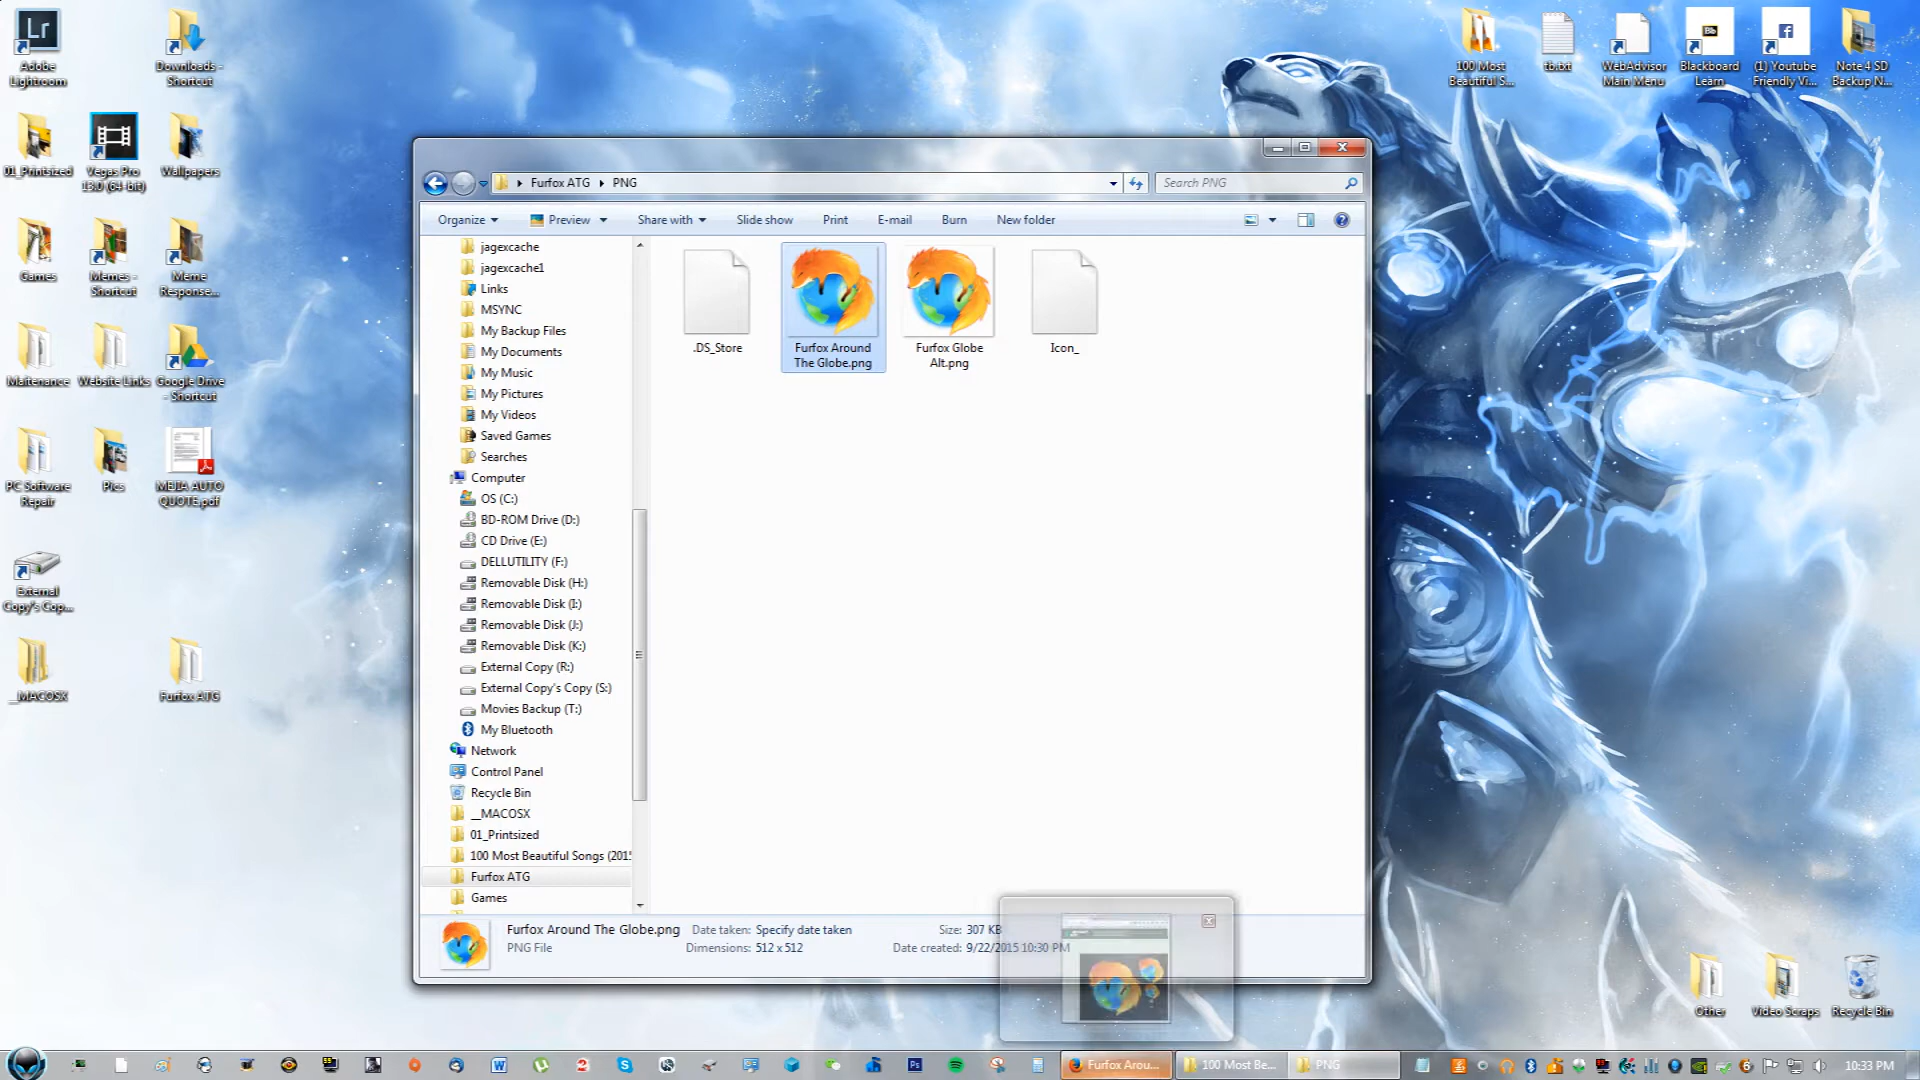 Adobe
Lightroom
Downloads -
Shortcut
01_Printsized
Vegas Pro
13.0 (64-bit)
Wallpapers
Games
Memes -
Shortcut
Meme
Response...
Maitenance
Website Links
Google Drive
- Shortcut
PC Software
Repair
Pics
MEJIA AUTO
QUOTE.pdf
External
Copy's Cop...
__MACOSX
Furfox ATG
100 Most
Beautiful S...
tb.txt
WebAdvisor
Main Menu
Bb
Blackboard
Learn
(1) Youtube
Friendly Vi...
Note 4 SD
Backup N...
Furfox ATG
PNG
Search PNG
Organize
Preview
Share with
Slide show
Print
E-mail
Burn
New folder
jagexcache
jagexcache1
Links
MSYNC
My Backup Files
My Documents
My Music
My Pictures
My Videos
Saved Games
Searches
Computer
OS (C:)
BD-ROM Drive (D:)
CD Drive (E:)
DELLUTILITY (F:)
Removable Disk (H:)
Removable Disk (I:)
Removable Disk (J:)
Removable Disk (K:)
External Copy (R:)
External Copy's Copy (S:)
Movies Backup (T:)
My Bluetooth
Network
Control Panel
Recycle Bin
__MACOSX
01_Printsized
100 Most Beautiful Songs (2015
Furfox ATG
Games
.DS_Store
Furfox Around
The Globe.png
Furfox Globe
Alt.png
Icon_
Furfox Around The Globe.png
PNG File
Date taken: Specify date taken
Dimensions: 512 x 512
Size: 307 KB
Date created: 9/22/2015 10:30 PM
Other
Video Scraps
Recycle Bin
Furfox Arou...
100 Most Be...
PNG
10:33 PM